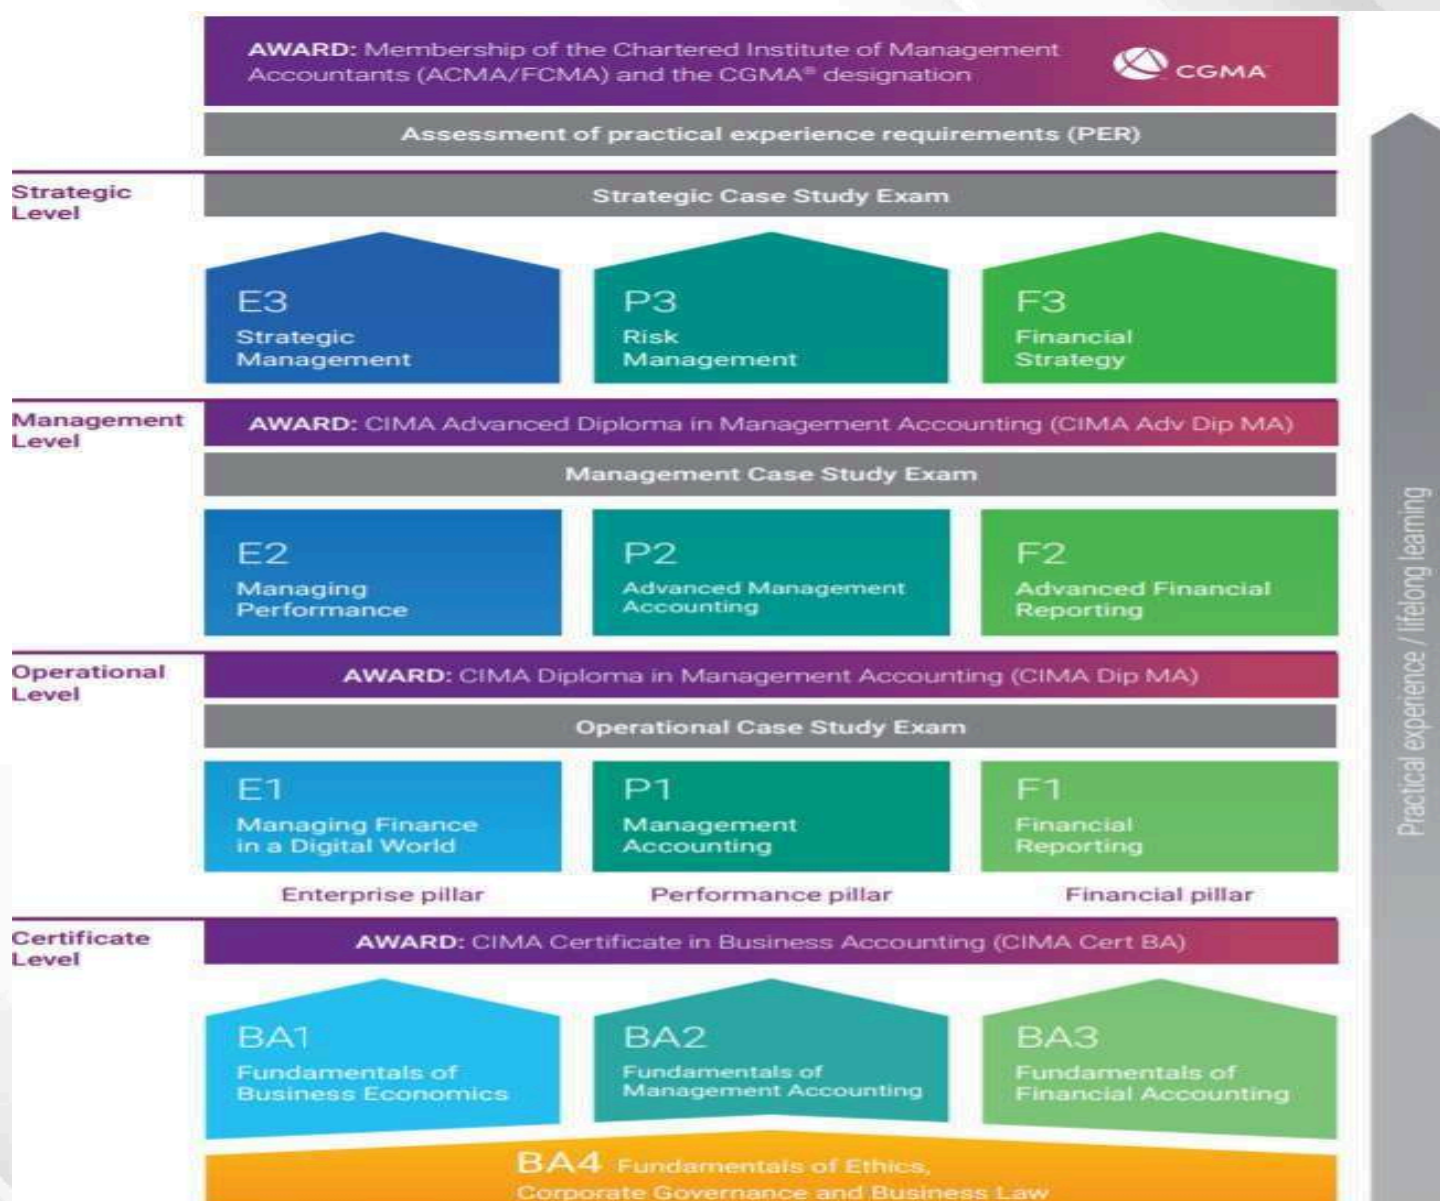 AWARD: Membership of the Chartered Institute of Management
Accountants (ACMA/FCMA) and the CGMA® designation
CGMA
Assessment of practical experience requirements (PER)
Strategic
Level
Strategic Case Study Exam
E3
Strategic
Management
P3
Risk
Management
F3
Financial
Strategy
Management
Level
AWARD: CIMA Advanced Diploma in Management Accounting (CIMA Adv Dip MA)
Management Case Study Exam
E2
Managing
Performance
P2
Advanced Management
Accounting
F2
Advanced Financial
Reporting
Operational
Level
AWARD: CIMA Diploma in Management Accounting (CIMA Dip MA)
Operational Case Study Exam
E1
Managing Finance
in a Digital World
P1
Management
Accounting
F1
Financial
Reporting
Enterprise pillar
Performance pillar
Financial pillar
Certificate
Level
AWARD: CIMA Certificate in Business Accounting (CIMA Cert BA)
BA1
Fundamentals of
Business Economics
BA2
Fundamentals of
Management Accounting
BA3
Fundamentals of
Financial Accounting
BA4 Fundamentals of Ethics,
Corporate Governance and Business Law
Practical experience / lifelong learning